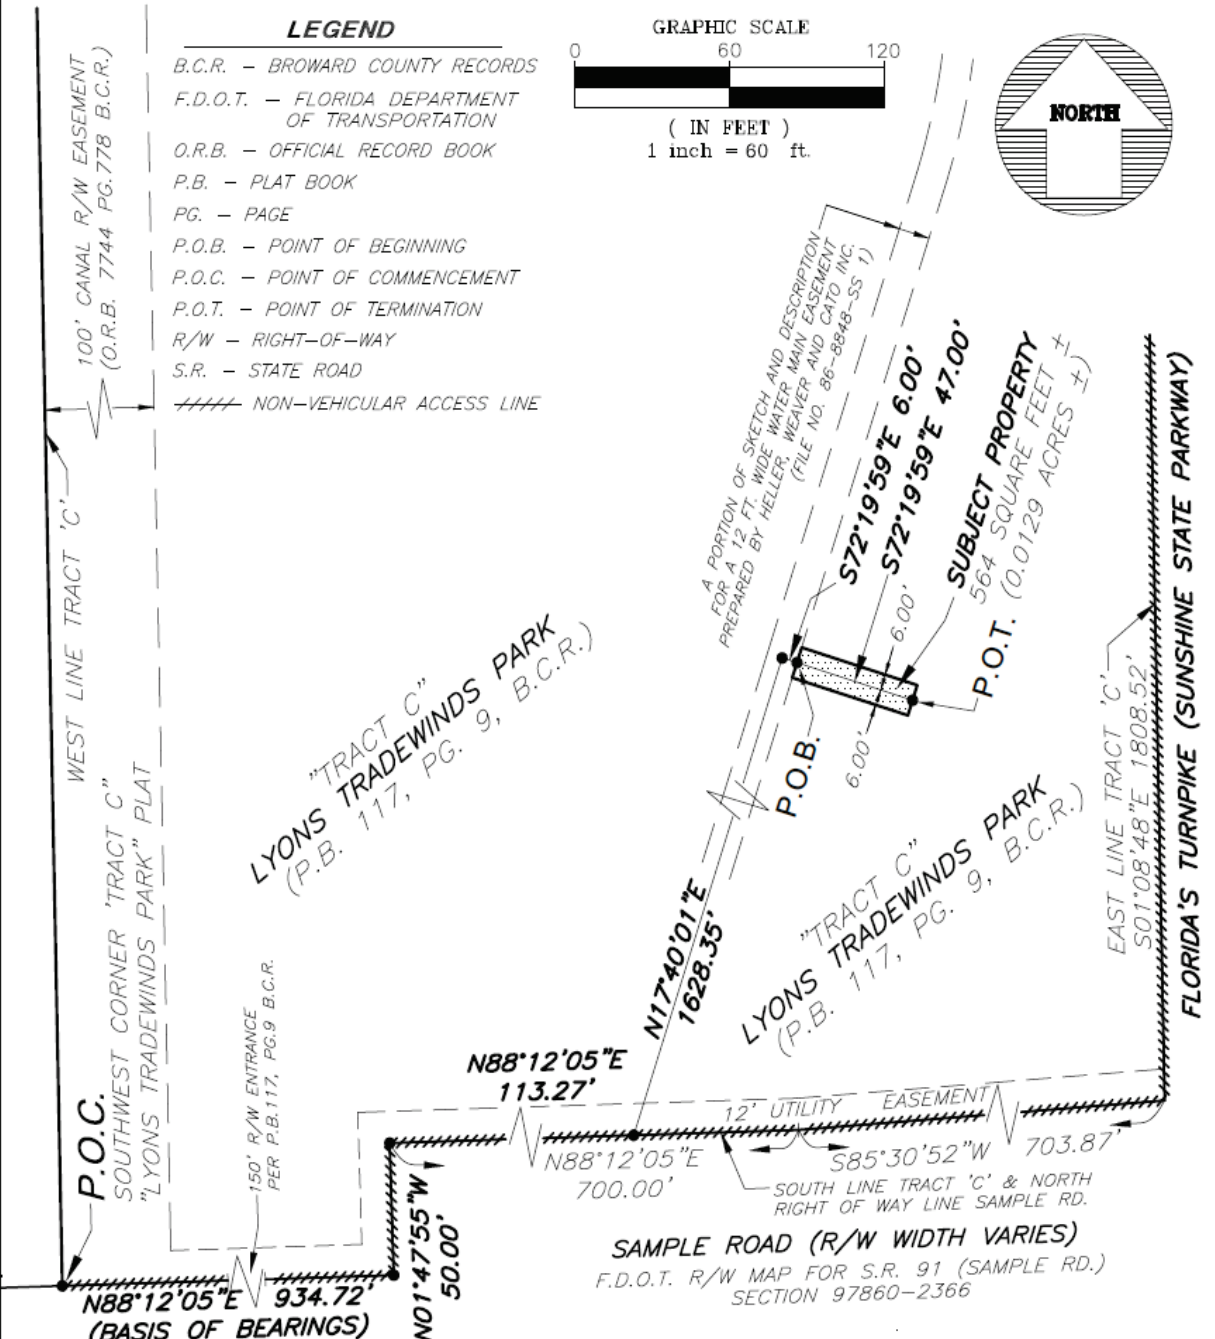 LEGEND
B.C.R. – BROWARD COUNTY RECORDS
F.D.O.T. – FLORIDA DEPARTMENT
OF TRANSPORTATION
O.R.B. – OFFICIAL RECORD BOOK
P.B. – PLAT BOOK
PG. – PAGE
P.O.B. – POINT OF BEGINNING
P.O.C. – POINT OF COMMENCEMENT
P.O.T. – POINT OF TERMINATION
R/W – RIGHT-OF-WAY
S.R. – STATE ROAD
NON-VEHICULAR ACCESS LINE
GRAPHIC SCALE
0 60 120
( IN FEET )
1 inch = 60 ft.
NORTH
100' CANAL R/W EASEMENT
(O.R.B. 7744 PG.778 B.C.R.)
WEST LINE TRACT 'C'
A PORTION OF SKETCH AND DESCRIPTION
FOR A 12 FT. WIDE WATER MAIN EASEMENT
PREPARED BY HELLER, WEAVER AND CATO INC.
(FILE NO. 86-8848-SS 1)
S72°19'59"E 6.00'
S72°19'59"E 47.00'
SUBJECT PROPERTY
564 SQUARE FEET ±
(0.0129 ACRES ±)
6.00'
6.00'
P.O.T.
P.O.B.
"TRACT C"
LYONS TRADEWINDS PARK
(P.B. 117, PG. 9, B.C.R.)
"TRACT C"
LYONS TRADEWINDS PARK
(P.B. 117, PG. 9, B.C.R.)
EAST LINE TRACT 'C'
S01°08'48"E 1808.52'
FLORIDA'S TURNPIKE (SUNSHINE STATE PARKWAY)
N17°40'01"E
1628.35'
P.O.C.
SOUTHWEST CORNER 'TRACT C"
"LYONS TRADEWINDS PARK" PLAT
150' R/W ENTRANCE
PER P.B.117, PG.9 B.C.R.
N88°12'05"E
113.27'
12' UTILITY EASEMENT
N88°12'05"E
700.00'
S85°30'52"W 703.87'
SOUTH LINE TRACT 'C' & NORTH
RIGHT OF WAY LINE SAMPLE RD.
N01°47'55"W
50.00'
SAMPLE ROAD (R/W WIDTH VARIES)
F.D.O.T. R/W MAP FOR S.R. 91 (SAMPLE RD.)
SECTION 97860-2366
N88°12'05"E 934.72'
(BASIS OF BEARINGS)